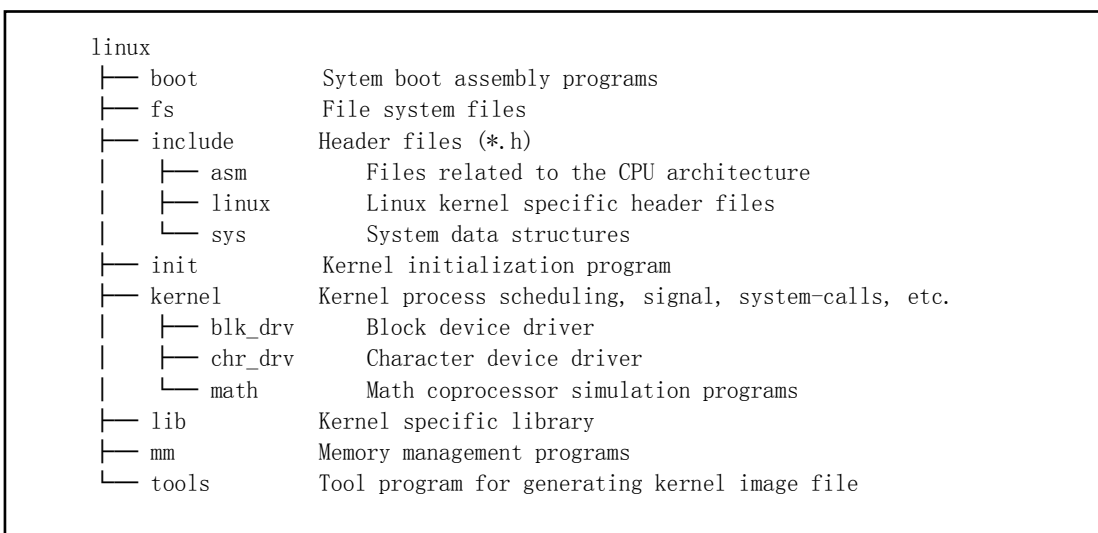 linux
├── boot Sytem boot assembly programs
├── fs File system files
├── include Header files (*.h)
│ ├── asm Files related to the CPU architecture
│ ├── linux Linux kernel specific header files
│ └── sys System data structures
├── init Kernel initialization program
├── kernel Kernel process scheduling, signal, system-calls, etc.
│ ├── blk_drv Block device driver
│ ├── chr_drv Character device driver
│ └── math Math coprocessor simulation programs
├── lib Kernel specific library
├── mm Memory management programs
└── tools Tool program for generating kernel image file